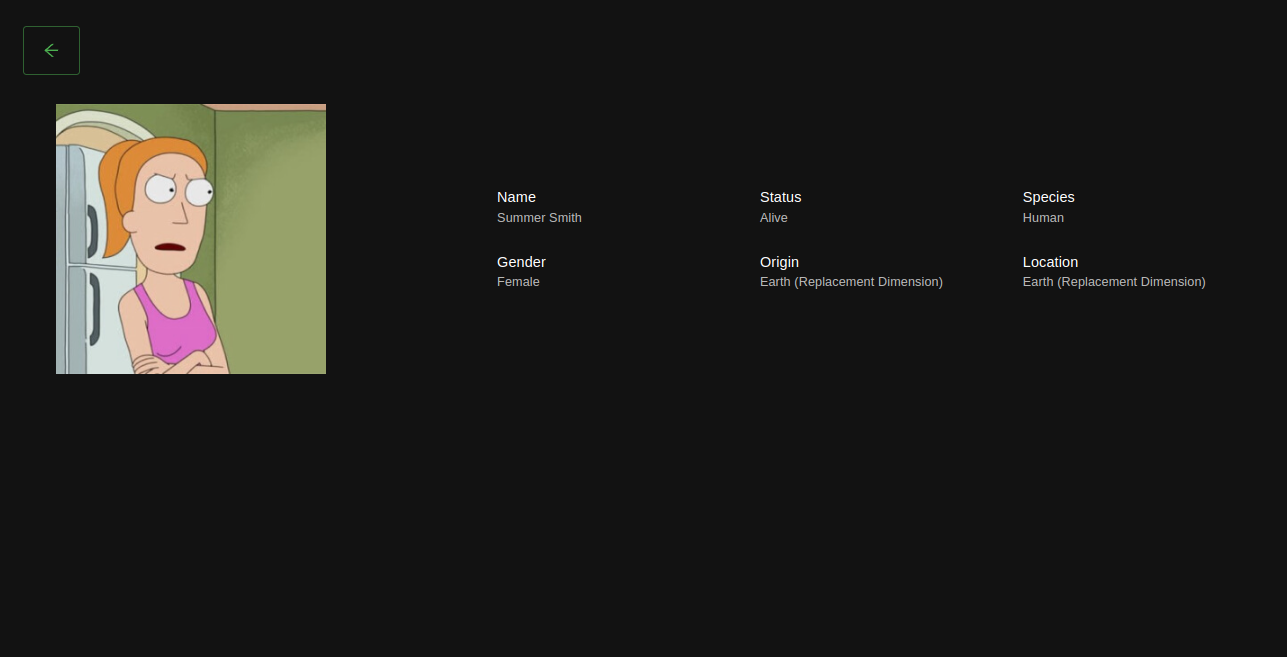 Name
Summer Smith
Status
Alive
Species
Human
Gender
Female
Origin
Earth (Replacement Dimension)
Location
Earth (Replacement Dimension)